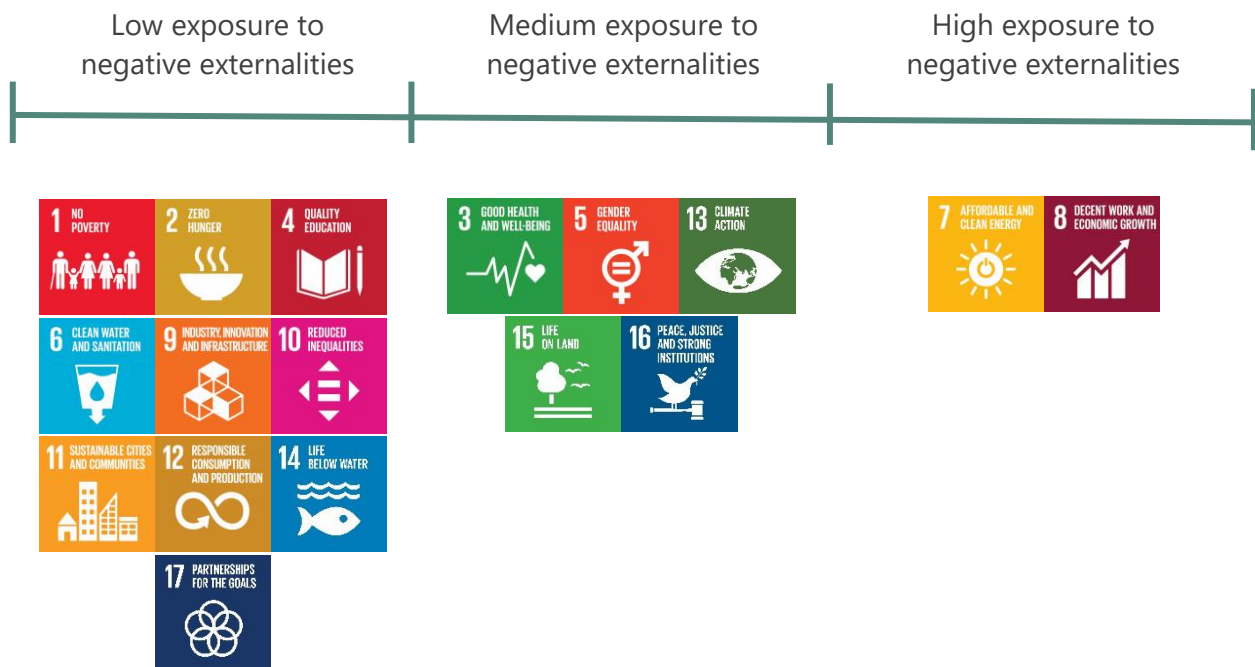 Low exposure to
negative externalities
Medium exposure to
negative externalities
High exposure to
negative externalities
1 NO
POVERTY
2 ZERO
HUNGER
4 QUALITY
EDUCATION
3 GOOD HEALTH
AND WELL-BEING
5 GENDER
EQUALITY
13 CLIMATE
ACTION
7 AFFORDABLE AND
CLEAN ENERGY
8 DECENT WORK AND
ECONOMIC GROWTH
6 CLEAN WATER
AND SANITATION
9 INDUSTRY, INNOVATION
AND INFRASTRUCTURE
10 REDUCED
INEQUALITIES
15 LIFE
ON LAND
16 PEACE, JUSTICE
AND STRONG
INSTITUTIONS
11 SUSTAINABLE CITIES
AND COMMUNITIES
12 RESPONSIBLE
CONSUMPTION
AND PRODUCTION
14 LIFE
BELOW WATER
17 PARTNERSHIPS
FOR THE GOALS